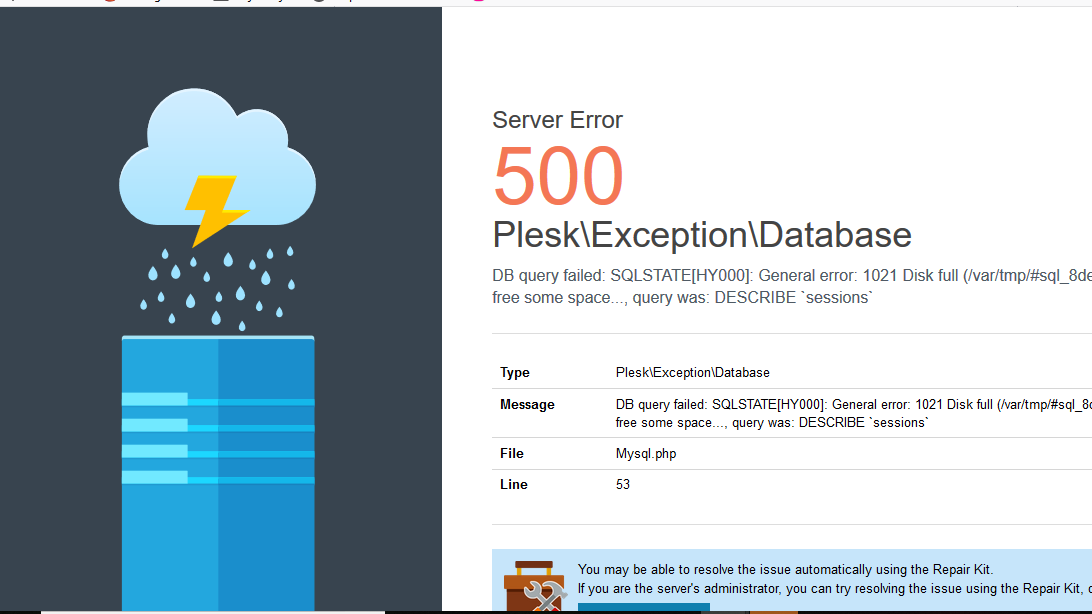 Server Error
500
Plesk\Exception\Database
DB query failed: SQLSTATE[HY000]: General error: 1021 Disk full (/var/tmp/#sql_8de
free some space..., query was: DESCRIBE `sessions`
Type Plesk\Exception\Database
Message DB query failed: SQLSTATE[HY000]: General error: 1021 Disk full (/var/tmp/#sql_8
free some space..., query was: DESCRIBE `sessions`
File Mysql.php
Line 53
You may be able to resolve the issue automatically using the Repair Kit.
If you are the server's administrator, you can try resolving the issue using the Repair Kit,